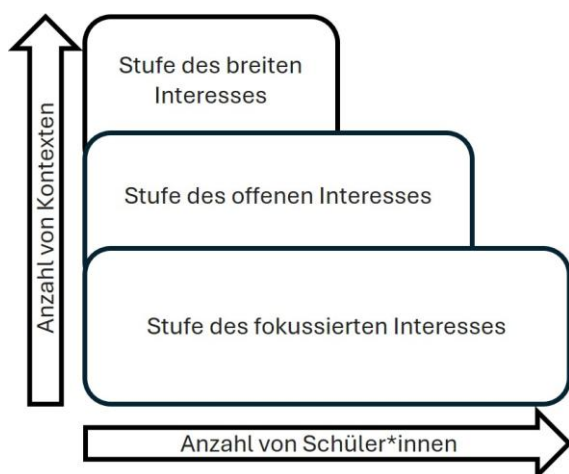 Stufe des breiten
Interesses
Stufe des offenen Interesses
Stufe des fokussierten Interesses
Anzahl von Kontexten
Anzahl von Schüler*innen